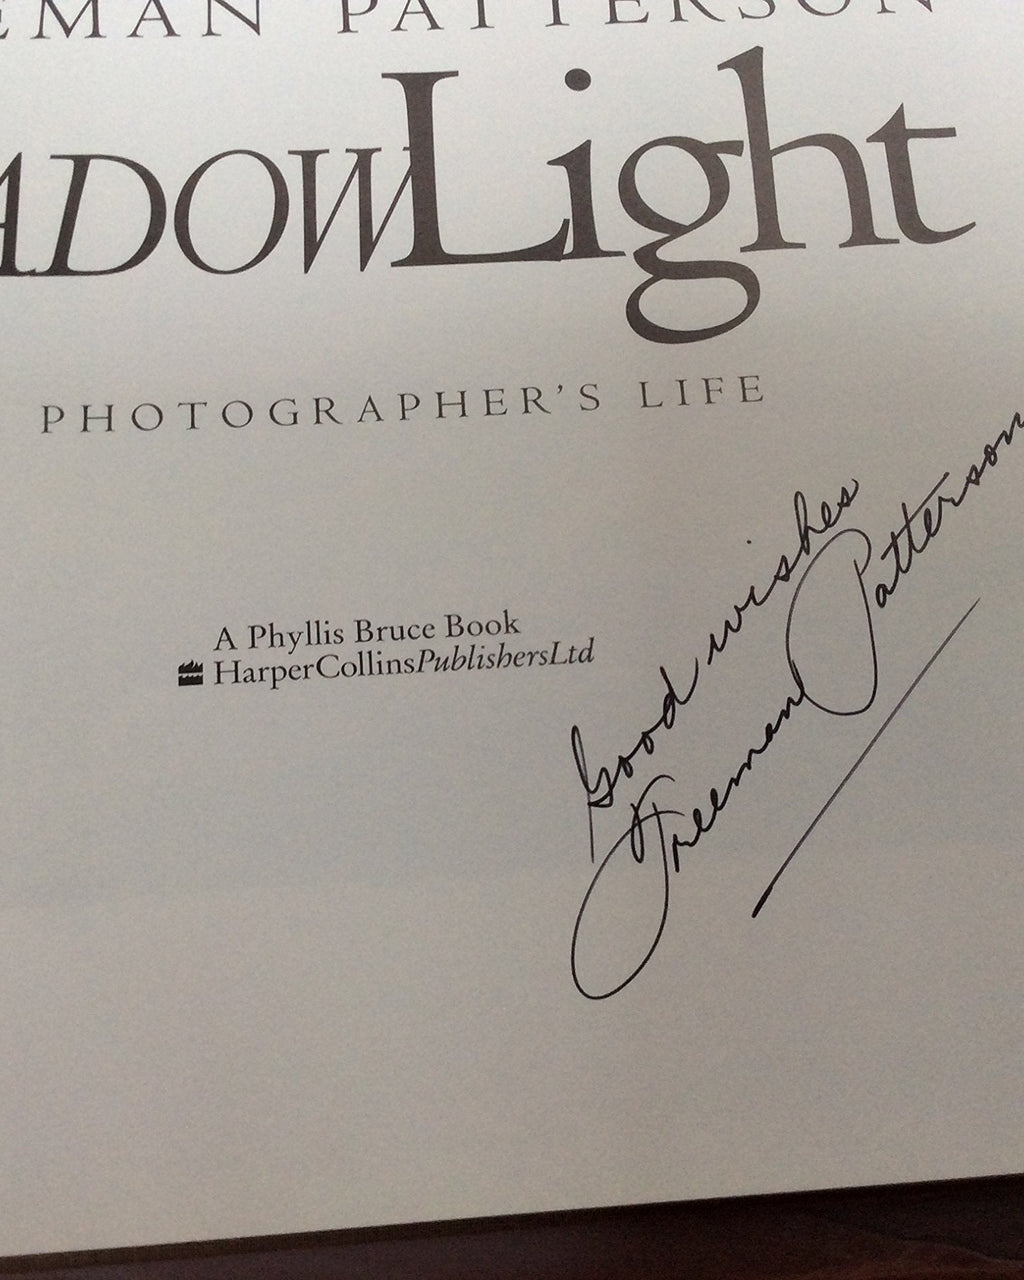 EMAN PATTERSON
ADOWLight
PHOTOGRAPHER'S LIFE
A Phyllis Bruce Book
HarperCollinsPublishersLtd
Good wishes
Freeman Patterson